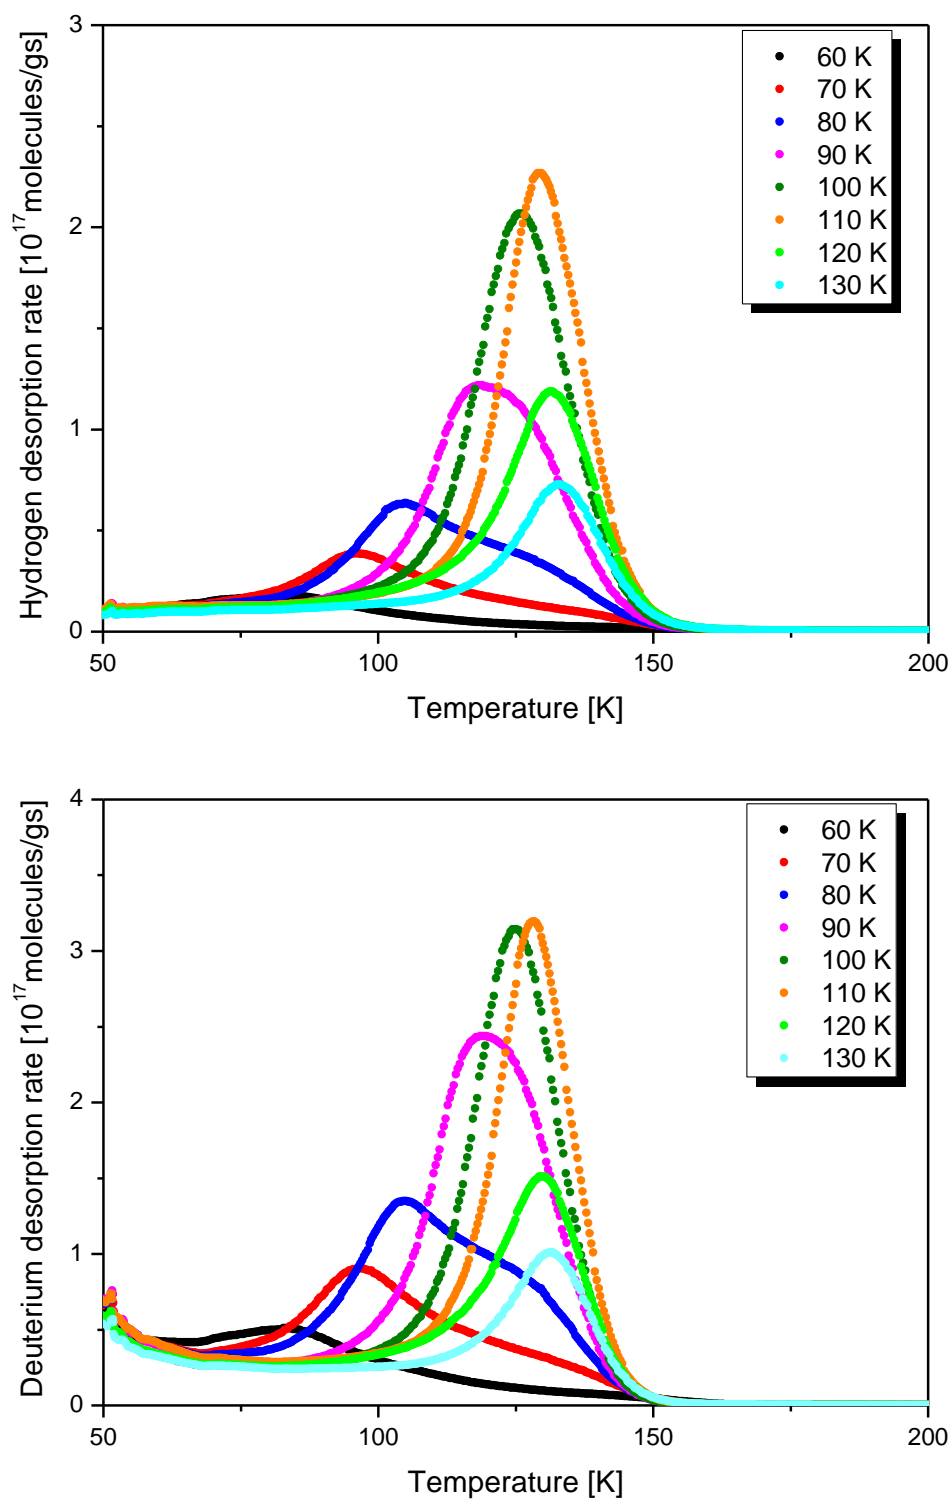 3
2
1
0
50
100
150
200
Hydrogen desorption rate [10^17 molecules/gs]
Temperature [K]
60 K
70 K
80 K
90 K
100 K
110 K
120 K
130 K
4
3
2
1
0
50
100
150
200
Deuterium desorption rate [10^17 molecules/gs]
Temperature [K]
60 K
70 K
80 K
90 K
100 K
110 K
120 K
130 K